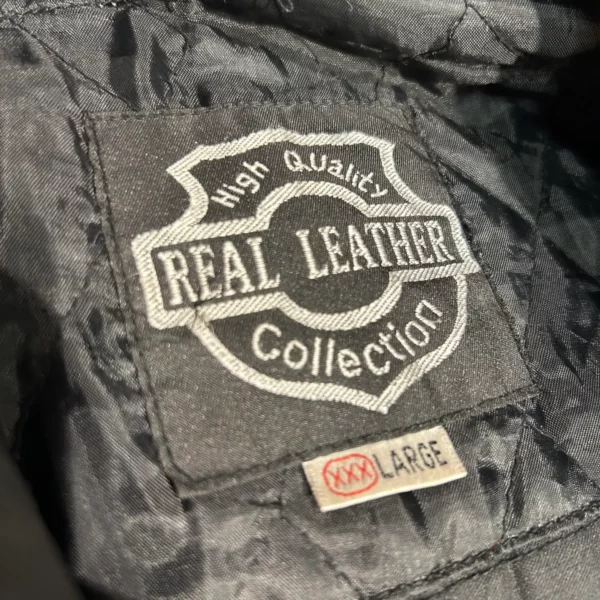 High Quality
REAL LEATHER
Collection
XXX LARGE